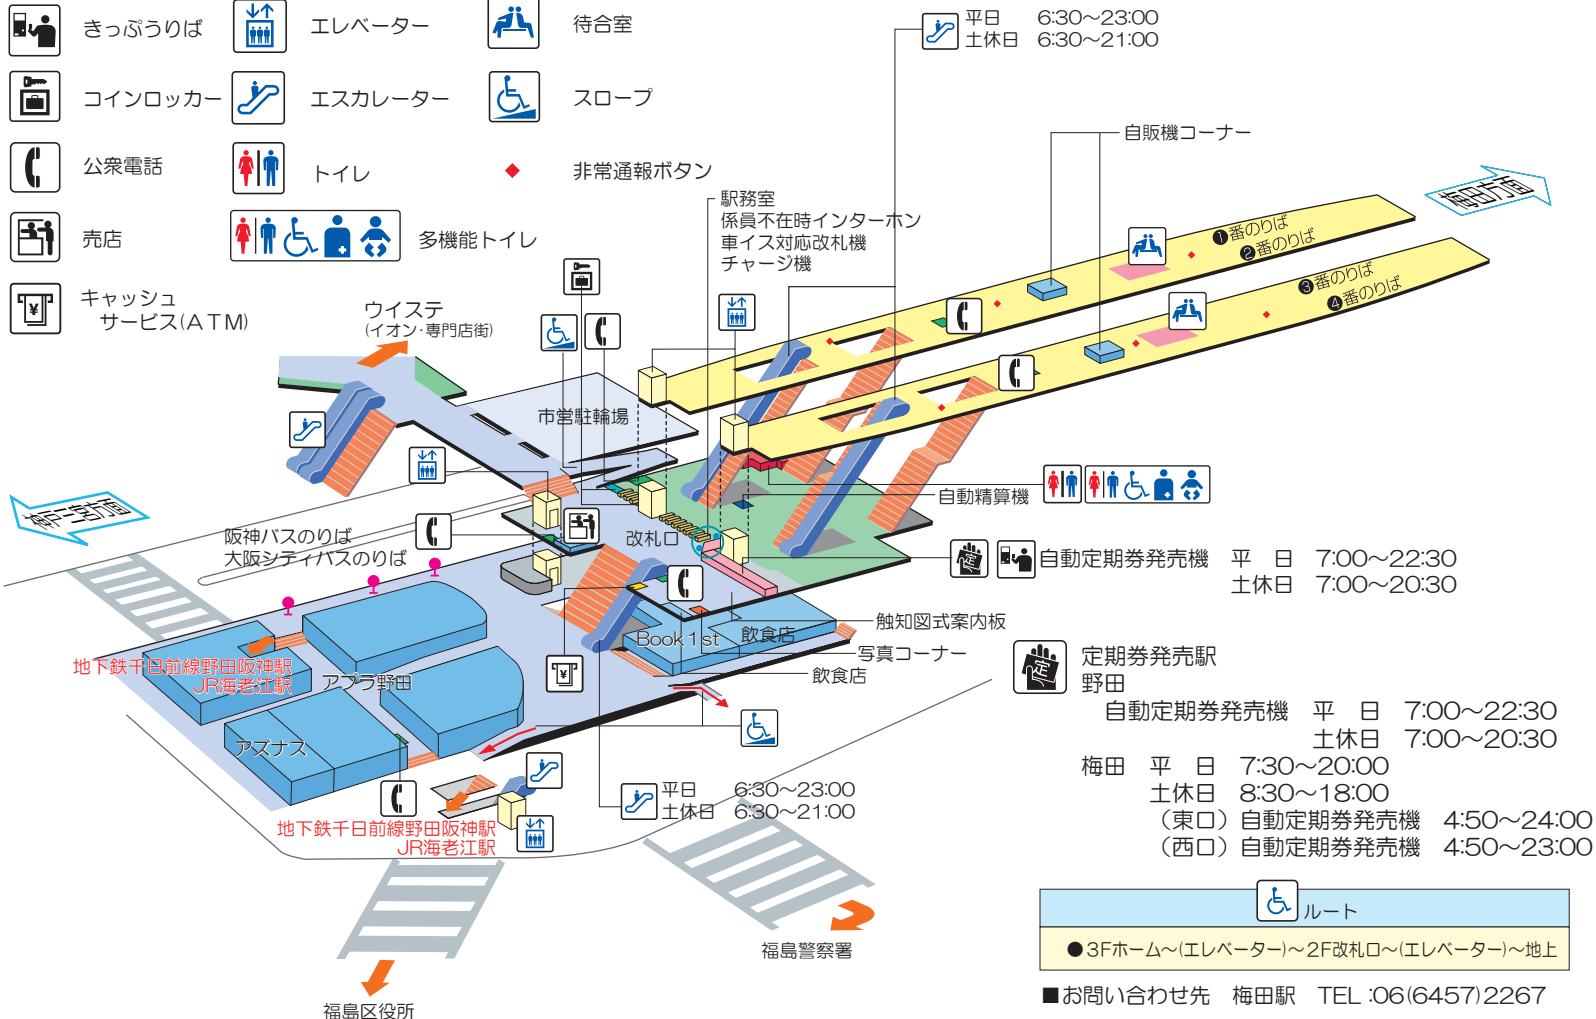 きっぷうりば
エレベーター
待合室
コインロッカー
エスカレーター
スロープ
公衆電話
トイレ
非常通報ボタン
売店
多機能トイレ
キャッシュ
サービス(ATM)
平日 6:30～23:00
土休日 6:30～21:00
自販機コーナー
梅田方面
駅務室
係員不在時インターホン
車イス対応改札機
チャージ機
❶番のりば
❷番のりば
❸番のりば
❹番のりば
ウイステ
(イオン・専門店街)
市営駐輪場
自動精算機
三宮方面
阪神バスのりば
大阪シティバスのりば
改札口
定
自動定期券発売機 平 日 7:00～22:30
土休日 7:00～20:30
触知図式案内板
Book 1st
飲食店
写真コーナー
飲食店
地下鉄千日前線野田阪神駅
JR海老江駅
アプラ野田
アズナス
定
定期券発売駅
野田
自動定期券発売機 平 日 7:00～22:30
土休日 7:00～20:30
梅田 平 日 7:30～20:00
土休日 8:30～18:00
(東口)自動定期券発売機 4:50～24:00
(西口)自動定期券発売機 4:50～23:00
平日 6:30～23:00
土休日 6:30～21:00
地下鉄千日前線野田阪神駅
JR海老江駅
福島警察署
福島区役所
ルート
●3Fホーム～(エレベーター)～2F改札口～(エレベーター)～地上
■お問い合わせ先 梅田駅 TEL:06(6457)2267